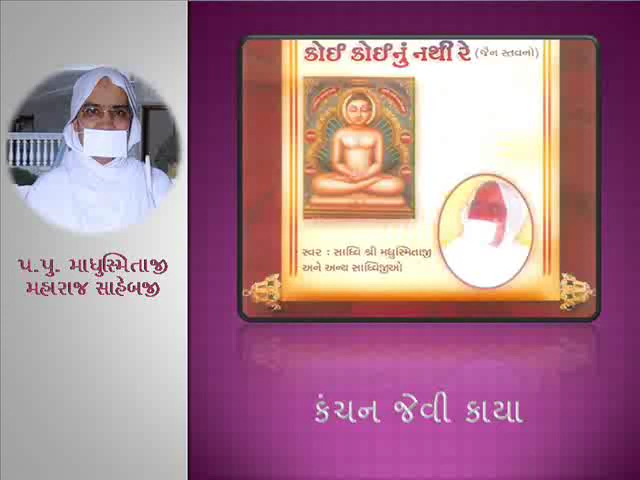 પ.પુ. માધુસ્મિતાજી
મહારાજ સાહેબજી
કોઈ કોઈનું નથી રે (જૈન સ્તવનો)
સ્વર : સાધ્વિ શ્રી મધુસ્મિતાજી
અને અન્ય સાધ્વિજીઓ
કંચન જેવી કાયા